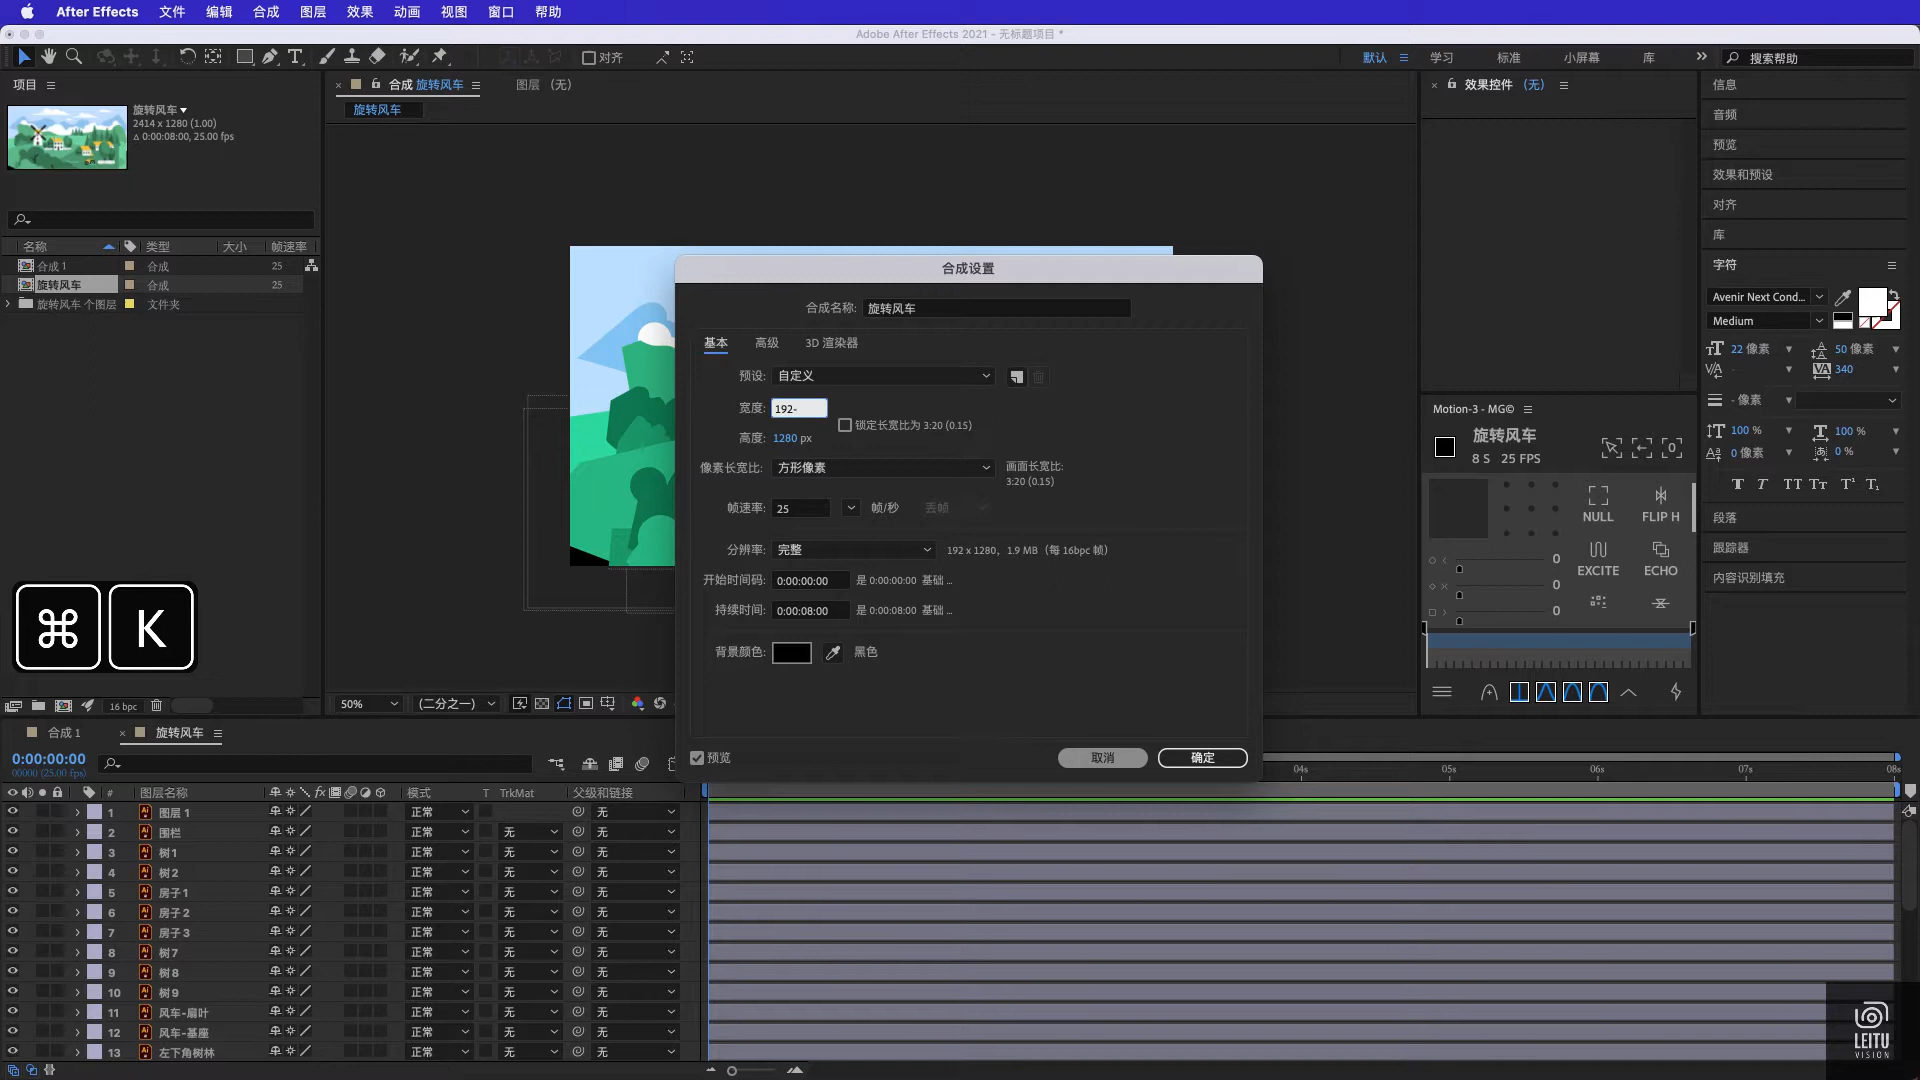 After Effects 文件 编辑 合成 图层 效果 动画 视图 窗口 帮助
Adobe After Effects 2021 - 无标题项目 *
对齐 默认 学习 标准 小屏幕 库 搜索帮助
项目
旋转风车
2414 x 1280 (1.00)
Δ 0:00:08:00, 25.00 fps
名称 类型 大小 帧速率
合成 1 合成 25
旋转风车 合成 25
旋转风车 个图层 文件夹
⌘ K
16 bpc
合成 旋转风车
图层 (无)
旋转风车
50% (二分之一)
合成设置
合成名称: 旋转风车
基本 高级 3D 渲染器
预设: 自定义
宽度: 192-
锁定长宽比为 3:20 (0.15)
高度: 1280 px
像素长宽比: 方形像素 画面长宽比:
3:20 (0.15)
帧速率: 25 帧/秒 丢帧
分辨率: 完整 192 x 1280, 1.9 MB (每 16bpc 帧)
开始时间码: 0:00:00:00 是 0:00:00:00 基础 ...
持续时间: 0:00:08:00 是 0:00:08:00 基础 ...
背景颜色: 黑色
预览 取消 确定
效果控件 (无)
Motion-3 - MG©
旋转风车
8 S 25 FPS
NULL FLIP H
0
EXCITE ECHO
0
0
信息
音频
预览
效果和预设
对齐
库
字符
Avenir Next Cond...
Medium
22 像素 50 像素
- 340
- 像素
100 % 100 %
0 像素 0 %
T T TT Tт T¹ T₁
段落
跟踪器
内容识别填充
合成 1 旋转风车
0:00:00:00
00000 (25.00 fps)
04s 05s 06s 07s 08s
# 图层名称 模式 T TrkMat 父级和链接
1 图层 1 正常 无
2 围栏 正常 无 无
3 树1 正常 无 无
4 树2 正常 无 无
5 房子1 正常 无 无
6 房子2 正常 无 无
7 房子3 正常 无 无
8 树7 正常 无 无
9 树8 正常 无 无
10 树9 正常 无 无
11 风车-扇叶 正常 无 无
12 风车-基座 正常 无 无
13 左下角树林 正常 无 无
LEITU
VISION